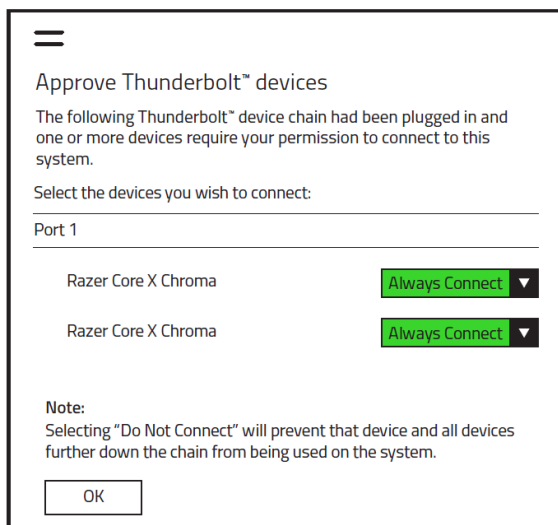 Approve Thunderbolt™ devices
The following Thunderbolt™ device chain had been plugged in and
one or more devices require your permission to connect to this
system.
Select the devices you wish to connect:
Port 1
Razer Core X Chroma Always Connect
Razer Core X Chroma Always Connect
Note:
Selecting “Do Not Connect” will prevent that device and all devices
further down the chain from being used on the system.
OK